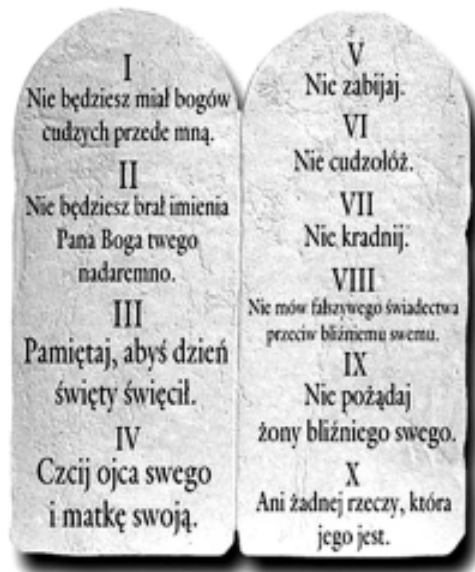 I
Nie będziesz miał bogów
cudzych przede mną.
II
Nie będziesz brał imienia
Pana Boga twego
nadaremno.
III
Pamiętaj, abyś dzień
święty święcił.
IV
Czcij ojca swego
i matkę swoją.
V
Nie zabijaj.
VI
Nie cudzołóż.
VII
Nie kradnij.
VIII
Nie mów fałszywego świadectwa
przeciw bliźniemu swemu.
IX
Nie pożądaj
żony bliźniego swego.
X
Ani żadnej rzeczy, która
jego jest.